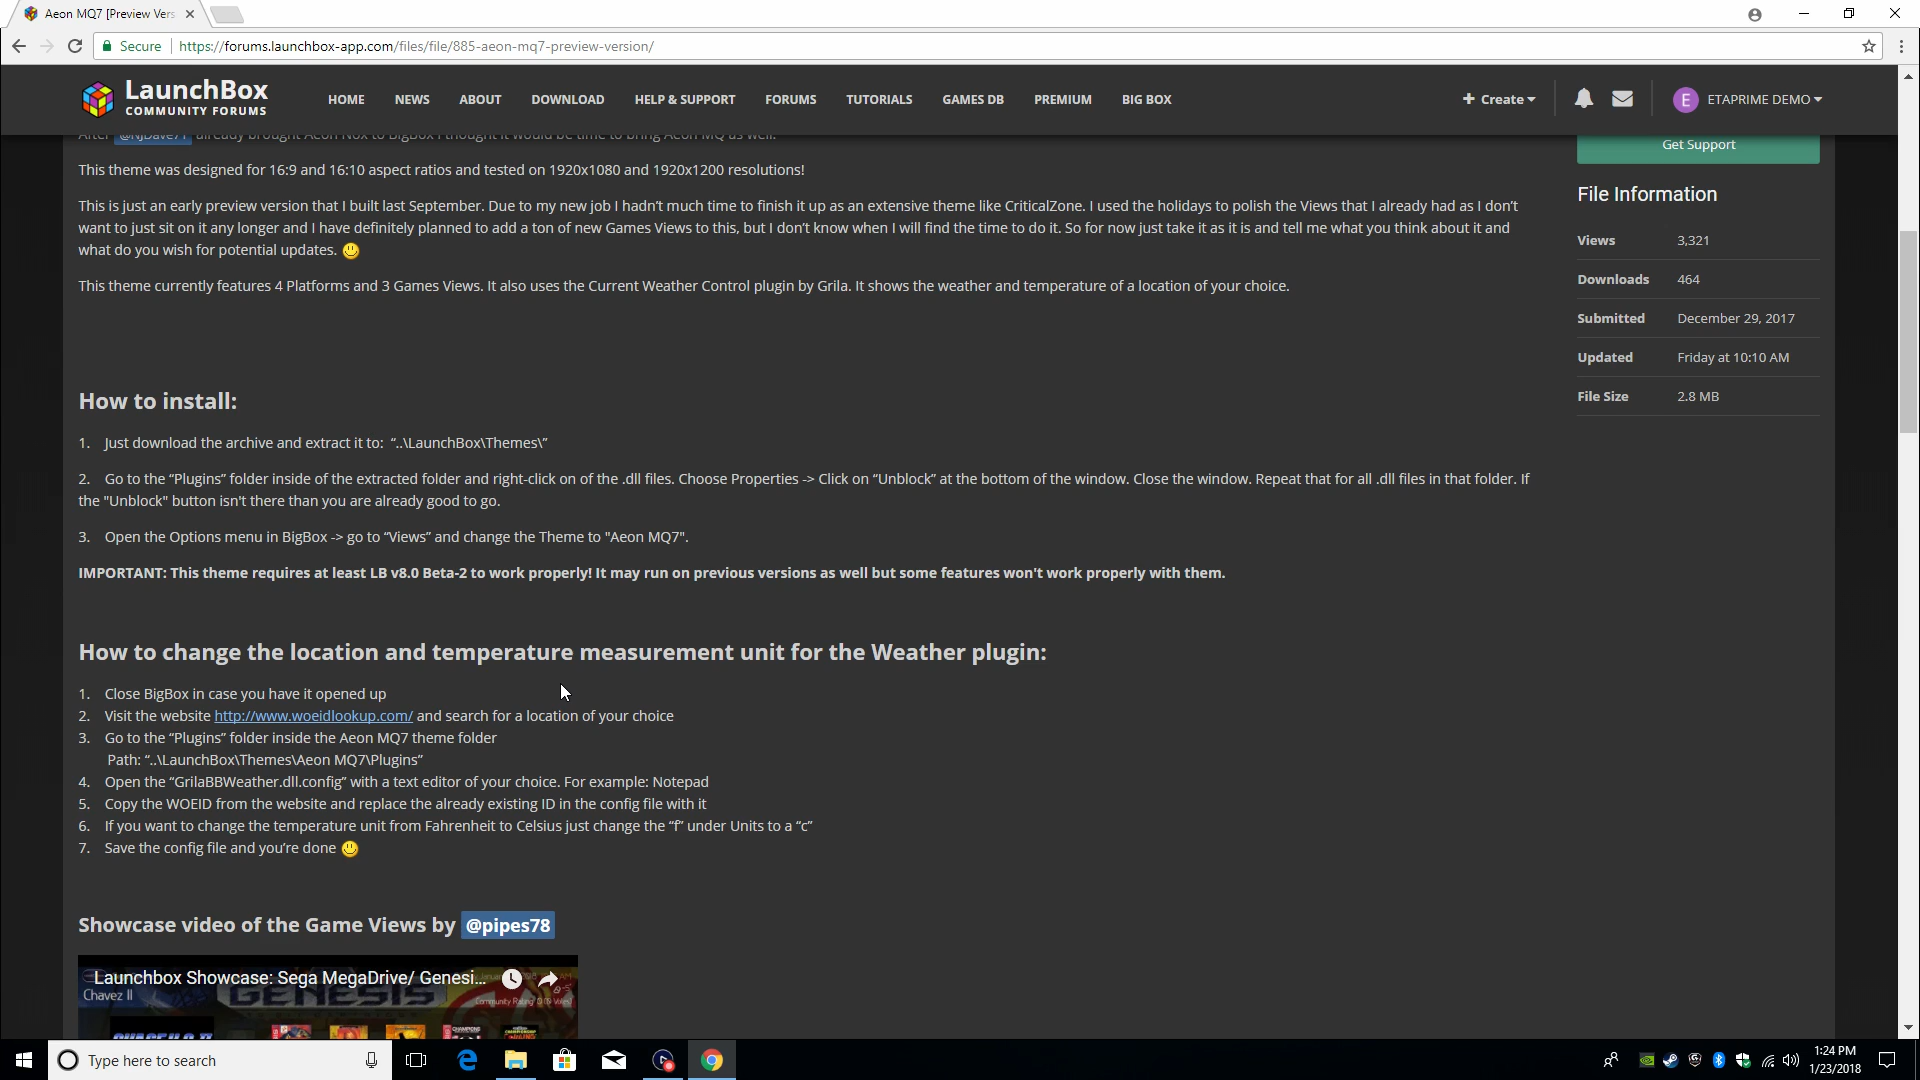 Aeon MQ7 [Preview Vers
Secure
https://forums.launchbox-app.com/files/file/885-aeon-mq7-preview-version/
LaunchBox
COMMUNITY FORUMS
HOME NEWS ABOUT DOWNLOAD HELP & SUPPORT FORUMS TUTORIALS GAMES DB PREMIUM BIG BOX
+ Create
E
ETAPRIME DEMO
After @NjDave71 already brought Aeon Nox to BigBox I thought it would be time to bring Aeon MQ as well.
This theme was designed for 16:9 and 16:10 aspect ratios and tested on 1920x1080 and 1920x1200 resolutions!
This is just an early preview version that I built last September. Due to my new job I hadn't much time to finish it up as an extensive theme like CriticalZone. I used the holidays to polish the Views that I already had as I don't
want to just sit on it any longer and I have definitely planned to add a ton of new Games Views to this, but I don't know when I will find the time to do it. So for now just take it as it is and tell me what you think about it and
what do you wish for potential updates.
This theme currently features 4 Platforms and 3 Games Views. It also uses the Current Weather Control plugin by Grila. It shows the weather and temperature of a location of your choice.
How to install:
1. Just download the archive and extract it to: “..\LaunchBox\Themes\”
2. Go to the “Plugins” folder inside of the extracted folder and right-click on of the .dll files. Choose Properties -> Click on “Unblock” at the bottom of the window. Close the window. Repeat that for all .dll files in that folder. If
the "Unblock" button isn't there than you are already good to go.
3. Open the Options menu in BigBox -> go to “Views” and change the Theme to "Aeon MQ7".
IMPORTANT: This theme requires at least LB v8.0 Beta-2 to work properly! It may run on previous versions as well but some features won't work properly with them.
How to change the location and temperature measurement unit for the Weather plugin:
1. Close BigBox in case you have it opened up
2. Visit the website http://www.woeidlookup.com/ and search for a location of your choice
3. Go to the “Plugins” folder inside the Aeon MQ7 theme folder
Path: “..\LaunchBox\Themes\Aeon MQ7\Plugins”
4. Open the “GrilaBBWeather.dll.config” with a text editor of your choice. For example: Notepad
5. Copy the WOEID from the website and replace the already existing ID in the config file with it
6. If you want to change the temperature unit from Fahrenheit to Celsius just change the “f” under Units to a “c”
7. Save the config file and you’re done
Showcase video of the Game Views by @pipes78
Launchbox Showcase: Sega MegaDrive/ Genesi...
Chavez II
GENESIS
Get Support
File Information
Views 3,321
Downloads 464
Submitted December 29, 2017
Updated Friday at 10:10 AM
File Size 2.8 MB
Type here to search
1:24 PM
1/23/2018